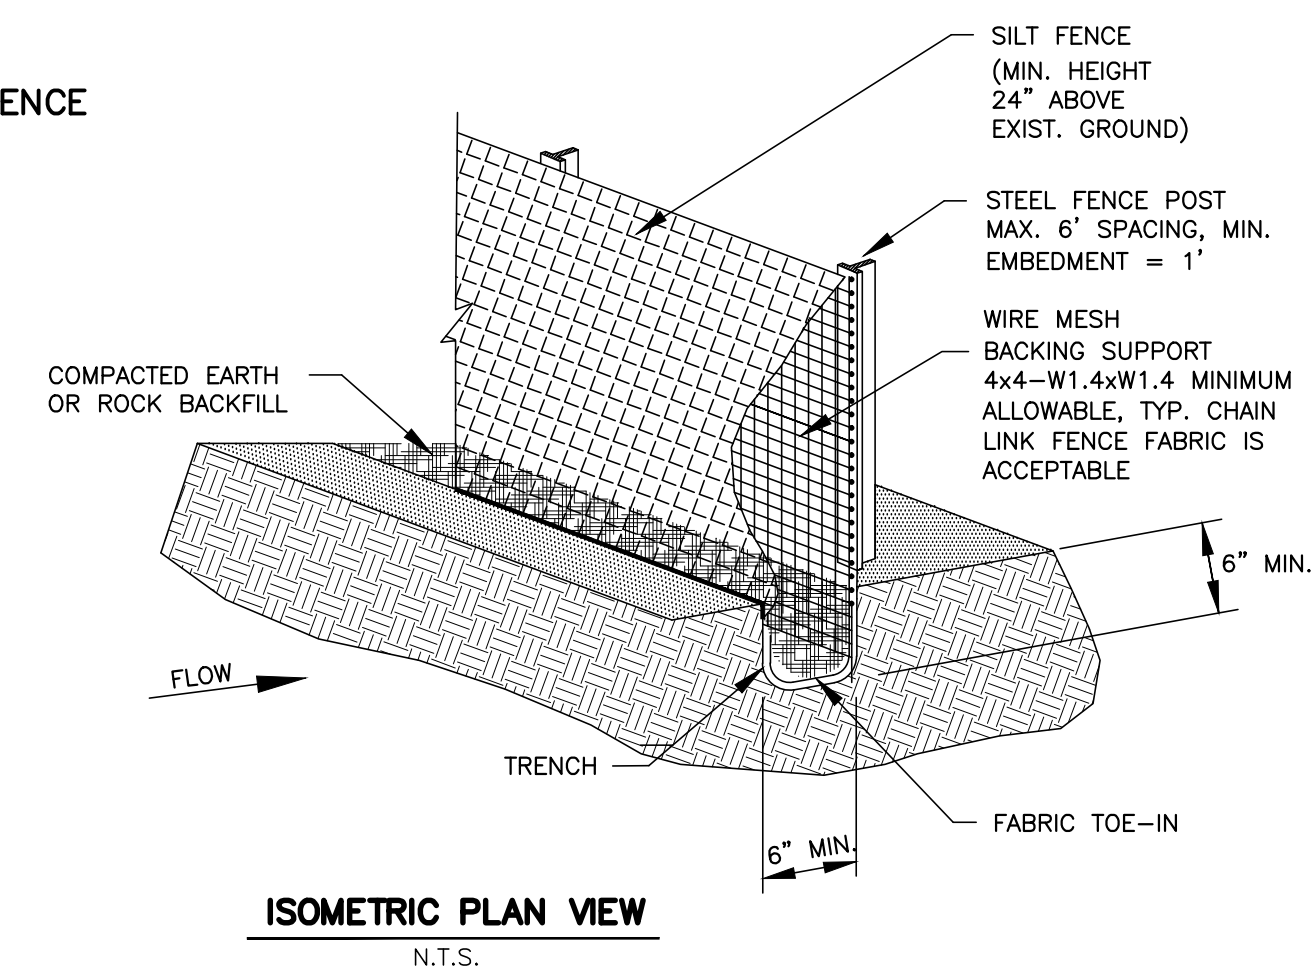 ENCE
SILT FENCE
(MIN. HEIGHT
24” ABOVE
EXIST. GROUND)
STEEL FENCE POST
MAX. 6’ SPACING, MIN.
EMBEDMENT = 1’
WIRE MESH
BACKING SUPPORT
4x4–W1.4xW1.4 MINIMUM
ALLOWABLE, TYP. CHAIN
LINK FENCE FABRIC IS
ACCEPTABLE
COMPACTED EARTH
OR ROCK BACKFILL
6” MIN.
FLOW
TRENCH
FABRIC TOE–IN
6” MIN.
ISOMETRIC PLAN VIEW
N.T.S.